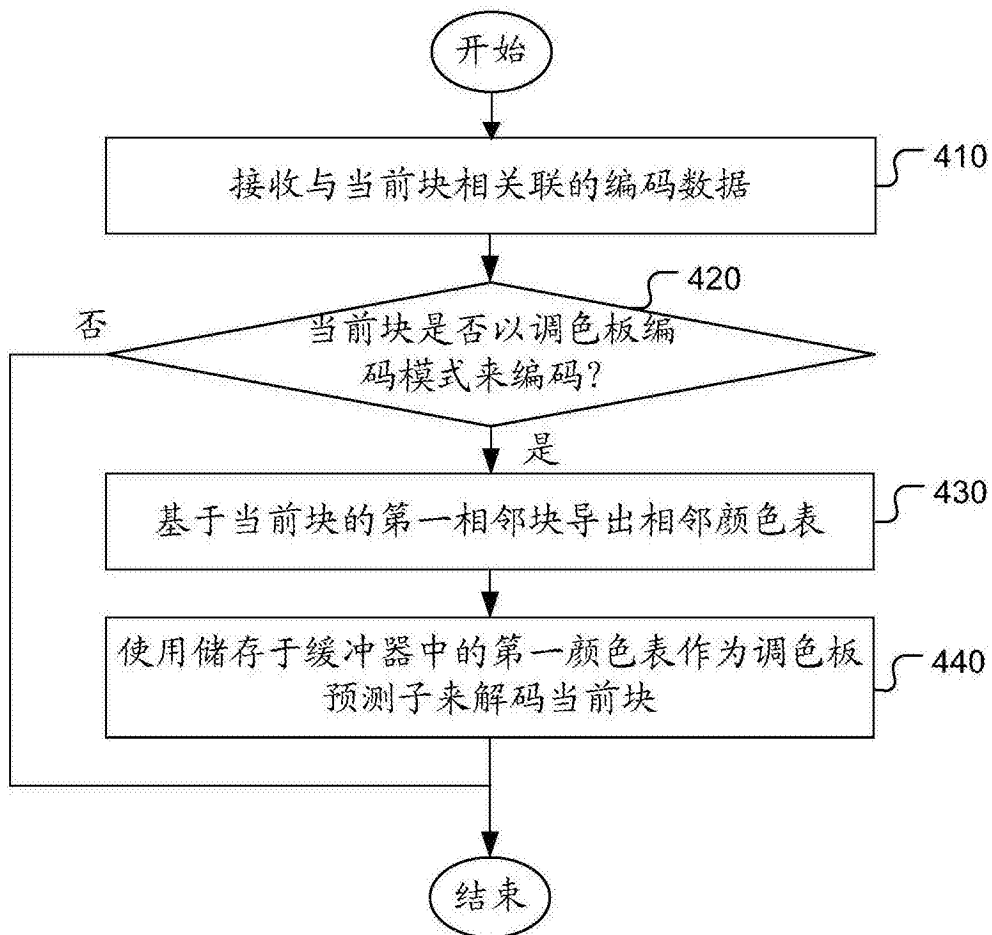 开始
接收与当前块相关联的编码数据
410
420
否
当前块是否以调色板编
码模式来编码?
是
基于当前块的第一相邻块导出相邻颜色表
430
使用储存于缓冲器中的第一颜色表作为调色板
预测子来解码当前块
440
结束